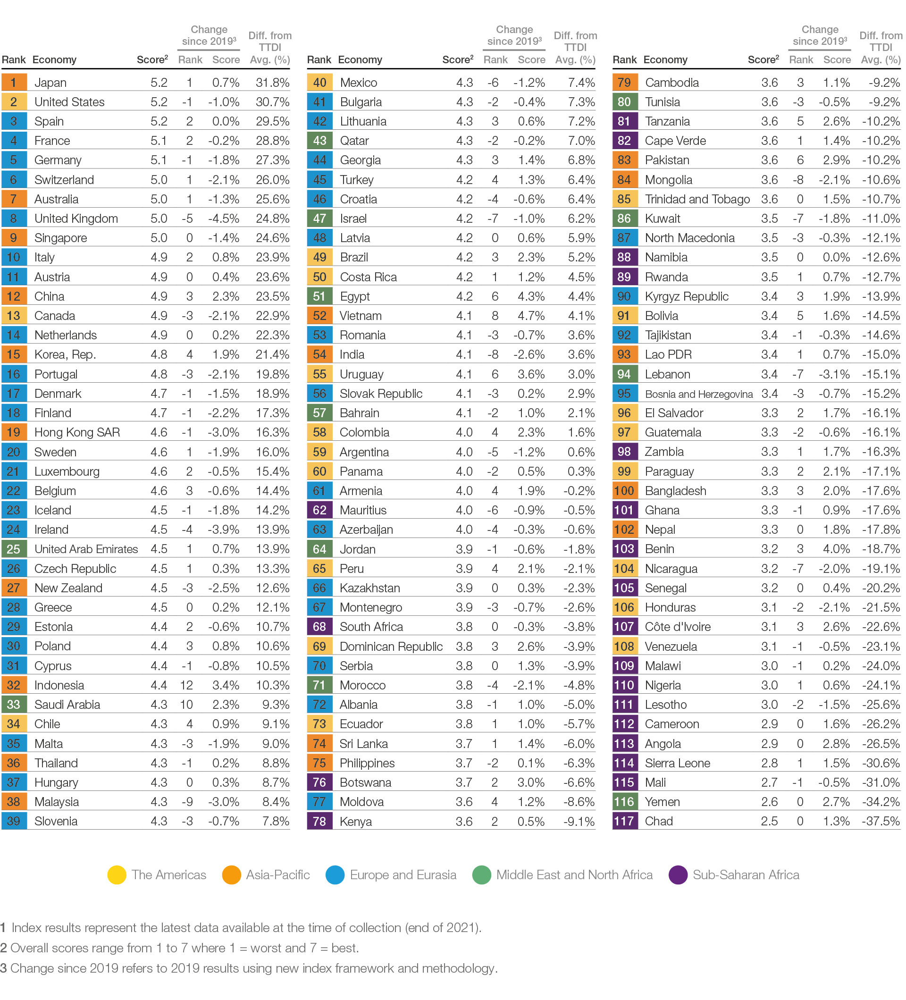 Change since 2019³ Diff. from TTDI Avg. (%)
Rank Economy Score² Rank Score
1 Japan 5.2 1 0.7% 31.8%
2 United States 5.2 -1 -1.0% 30.7%
3 Spain 5.2 2 0.0% 29.5%
4 France 5.1 2 -0.2% 28.8%
5 Germany 5.1 -1 -1.8% 27.3%
6 Switzerland 5.0 1 -2.1% 26.0%
7 Australia 5.0 1 -1.3% 25.6%
8 United Kingdom 5.0 -5 -4.5% 24.8%
9 Singapore 5.0 0 -1.4% 24.6%
10 Italy 4.9 2 0.8% 23.9%
11 Austria 4.9 0 0.4% 23.6%
12 China 4.9 3 2.3% 23.5%
13 Canada 4.9 -3 -2.1% 22.9%
14 Netherlands 4.9 0 0.2% 22.3%
15 Korea, Rep. 4.8 4 1.9% 21.4%
16 Portugal 4.8 -3 -2.1% 19.8%
17 Denmark 4.7 -1 -1.5% 18.9%
18 Finland 4.7 -1 -2.2% 17.3%
19 Hong Kong SAR 4.6 -1 -3.0% 16.3%
20 Sweden 4.6 1 -1.9% 16.0%
21 Luxembourg 4.6 2 -0.5% 15.4%
22 Belgium 4.6 3 -0.6% 14.4%
23 Iceland 4.5 -1 -1.8% 14.2%
24 Ireland 4.5 -4 -3.9% 13.9%
25 United Arab Emirates 4.5 1 0.7% 13.9%
26 Czech Republic 4.5 1 0.3% 13.3%
27 New Zealand 4.5 -3 -2.5% 12.6%
28 Greece 4.5 0 0.2% 12.1%
29 Estonia 4.4 2 -0.6% 10.7%
30 Poland 4.4 3 0.8% 10.6%
31 Cyprus 4.4 -1 -0.8% 10.5%
32 Indonesia 4.4 12 3.4% 10.3%
33 Saudi Arabia 4.3 10 2.3% 9.3%
34 Chile 4.3 4 0.9% 9.1%
35 Malta 4.3 -3 -1.9% 9.0%
36 Thailand 4.3 -1 0.2% 8.8%
37 Hungary 4.3 0 0.3% 8.7%
38 Malaysia 4.3 -9 -3.0% 8.4%
39 Slovenia 4.3 -3 -0.7% 7.8%
Change since 2019³ Diff. from TTDI Avg. (%)
Rank Economy Score² Rank Score
40 Mexico 4.3 -6 -1.2% 7.4%
41 Bulgaria 4.3 -2 -0.4% 7.3%
42 Lithuania 4.3 3 0.6% 7.2%
43 Qatar 4.3 -2 -0.2% 7.0%
44 Georgia 4.3 3 1.4% 6.8%
45 Turkey 4.2 4 1.3% 6.4%
46 Croatia 4.2 -4 -0.6% 6.4%
47 Israel 4.2 -7 -1.0% 6.2%
48 Latvia 4.2 0 0.6% 5.9%
49 Brazil 4.2 3 2.3% 5.2%
50 Costa Rica 4.2 1 1.2% 4.5%
51 Egypt 4.2 6 4.3% 4.4%
52 Vietnam 4.1 8 4.7% 4.1%
53 Romania 4.1 -3 -0.7% 3.6%
54 India 4.1 -8 -2.6% 3.6%
55 Uruguay 4.1 6 3.6% 3.0%
56 Slovak Republic 4.1 -3 0.2% 2.9%
57 Bahrain 4.1 -2 1.0% 2.1%
58 Colombia 4.0 4 2.3% 1.6%
59 Argentina 4.0 -5 -1.2% 0.6%
60 Panama 4.0 -2 0.5% 0.3%
61 Armenia 4.0 4 1.9% -0.2%
62 Mauritius 4.0 -6 -0.9% -0.5%
63 Azerbaijan 4.0 -4 -0.3% -0.6%
64 Jordan 3.9 -1 -0.6% -1.8%
65 Peru 3.9 4 2.1% -2.1%
66 Kazakhstan 3.9 0 0.3% -2.3%
67 Montenegro 3.9 -3 -0.7% -2.6%
68 South Africa 3.8 0 -0.3% -3.8%
69 Dominican Republic 3.8 3 2.6% -3.9%
70 Serbia 3.8 0 1.3% -3.9%
71 Morocco 3.8 -4 -2.1% -4.8%
72 Albania 3.8 -1 1.0% -5.0%
73 Ecuador 3.8 1 1.0% -5.7%
74 Sri Lanka 3.7 1 1.4% -6.0%
75 Philippines 3.7 -2 0.1% -6.3%
76 Botswana 3.7 2 3.0% -6.6%
77 Moldova 3.6 4 1.2% -8.6%
78 Kenya 3.6 2 0.5% -9.1%
Change since 2019³ Diff. from TTDI Avg. (%)
Rank Economy Score² Rank Score
79 Cambodia 3.6 3 1.1% -9.2%
80 Tunisia 3.6 -3 -0.5% -9.2%
81 Tanzania 3.6 5 2.6% -10.2%
82 Cape Verde 3.6 1 1.4% -10.2%
83 Pakistan 3.6 6 2.9% -10.2%
84 Mongolia 3.6 -8 -2.1% -10.6%
85 Trinidad and Tobago 3.6 0 1.5% -10.7%
86 Kuwait 3.5 -7 -1.8% -11.0%
87 North Macedonia 3.5 -3 -0.3% -12.1%
88 Namibia 3.5 0 0.0% -12.6%
89 Rwanda 3.5 1 0.7% -12.7%
90 Kyrgyz Republic 3.4 3 1.9% -13.9%
91 Bolivia 3.4 5 1.6% -14.5%
92 Tajikistan 3.4 -1 -0.3% -14.6%
93 Lao PDR 3.4 1 0.7% -15.0%
94 Lebanon 3.4 -7 -3.1% -15.1%
95 Bosnia and Herzegovina 3.4 -3 -0.7% -15.2%
96 El Salvador 3.3 2 1.7% -16.1%
97 Guatemala 3.3 -2 -0.6% -16.1%
98 Zambia 3.3 1 1.7% -16.3%
99 Paraguay 3.3 2 2.1% -17.1%
100 Bangladesh 3.3 3 2.0% -17.6%
101 Ghana 3.3 -1 0.9% -17.6%
102 Nepal 3.3 0 1.8% -17.8%
103 Benin 3.2 3 4.0% -18.7%
104 Nicaragua 3.2 -7 -2.0% -19.1%
105 Senegal 3.2 0 0.4% -20.2%
106 Honduras 3.1 -2 -2.1% -21.5%
107 Côte d'Ivoire 3.1 3 2.6% -22.6%
108 Venezuela 3.1 -1 -0.5% -23.1%
109 Malawi 3.0 -1 0.2% -24.0%
110 Nigeria 3.0 1 0.6% -24.1%
111 Lesotho 3.0 -2 -1.5% -25.6%
112 Cameroon 2.9 0 1.6% -26.2%
113 Angola 2.9 0 2.8% -26.5%
114 Sierra Leone 2.8 1 1.5% -30.6%
115 Mali 2.7 -1 -0.5% -31.0%
116 Yemen 2.6 0 2.7% -34.2%
117 Chad 2.5 0 1.3% -37.5%
The Americas Asia-Pacific Europe and Eurasia Middle East and North Africa Sub-Saharan Africa
1 Index results represent the latest data available at the time of collection (end of 2021).
2 Overall scores range from 1 to 7 where 1 = worst and 7 = best.
3 Change since 2019 refers to 2019 results using new index framework and methodology.